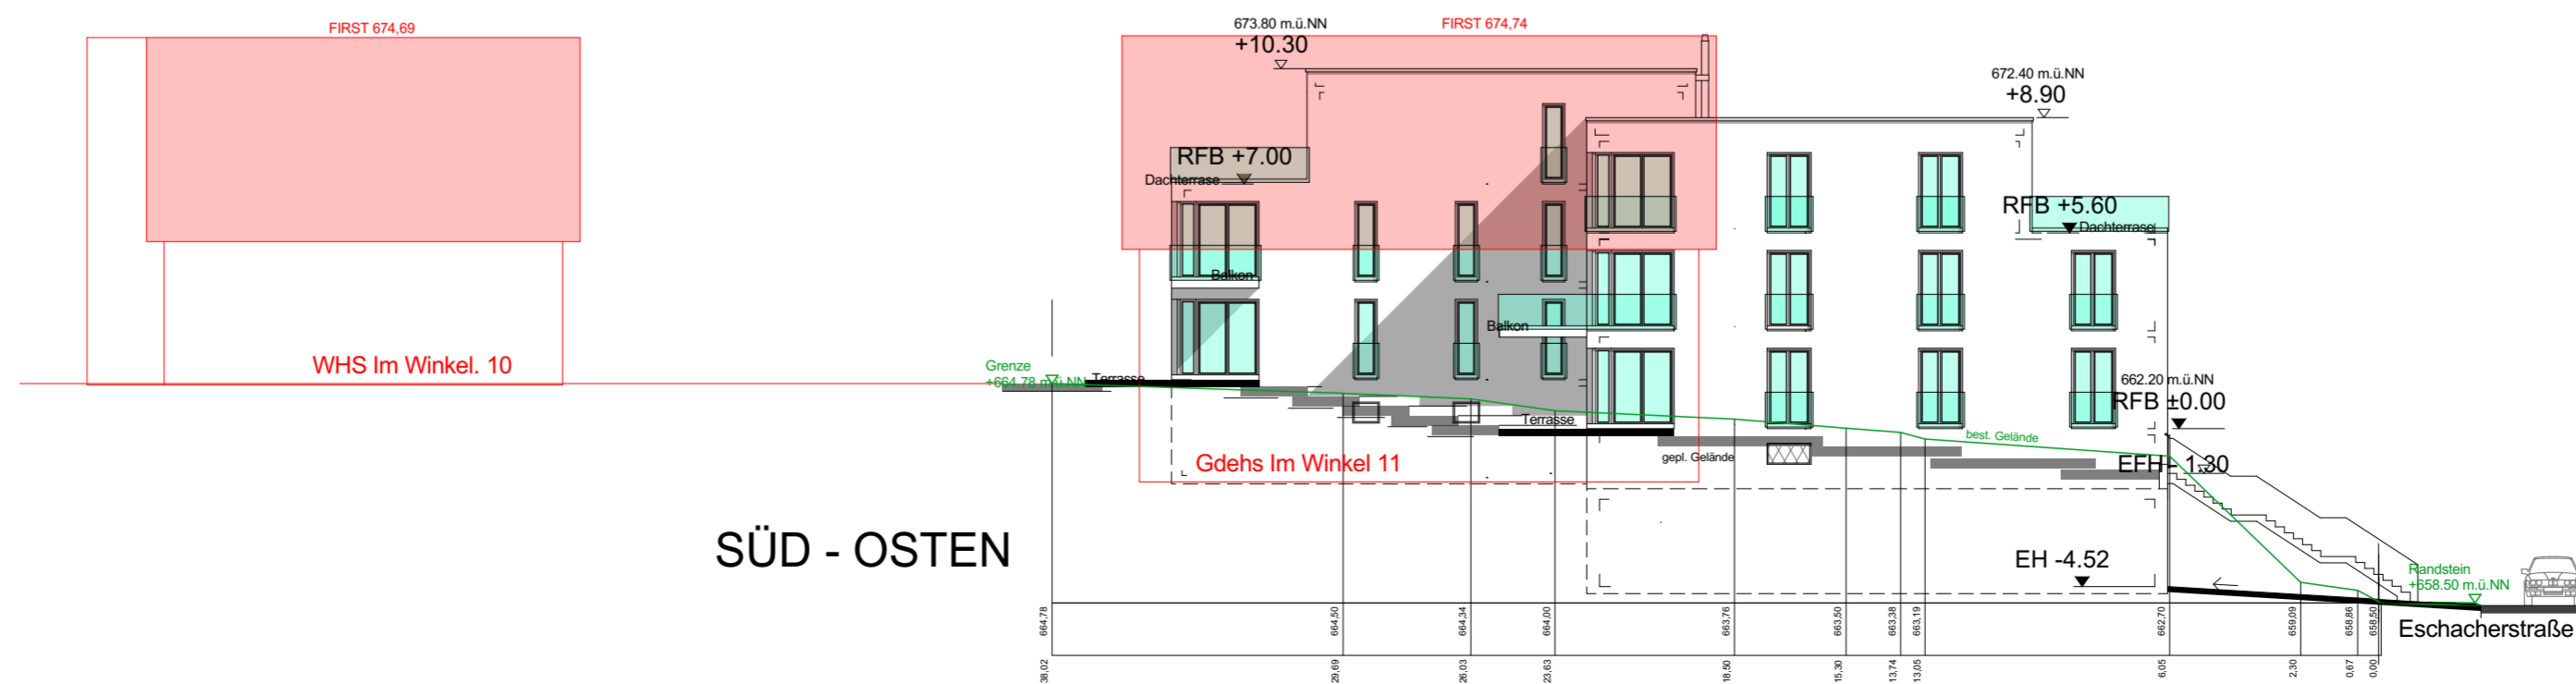 FIRST 674,69
673.80 m.ü.NN
+10.30
FIRST 674,74
672.40 m.ü.NN
+8.90
RFB +7.00
Dachterrase
RFB +5.60
Dachterrase
Balkon
Balkon
WHS Im Winkel. 10
Grenze
+664.78 m.ü.NN
Terrasse
662.20 m.ü.NN
RFB ±0.00
Terrasse
best. Gelände
gepl. Gelände
Gdehs Im Winkel 11
EFH - 1.30
SÜD - OSTEN
EH -4.52
Randstein
+658.50 m.ü.NN
Eschacherstraße
664,78
664,50
664,34
664,00
663,76
663,50
663,38
663,19
662,70
659,09
658,86
658,50
38,02
29,69
26,03
23,63
18,50
15,30
13,74
13,05
6,05
2,30
0,67
0,00